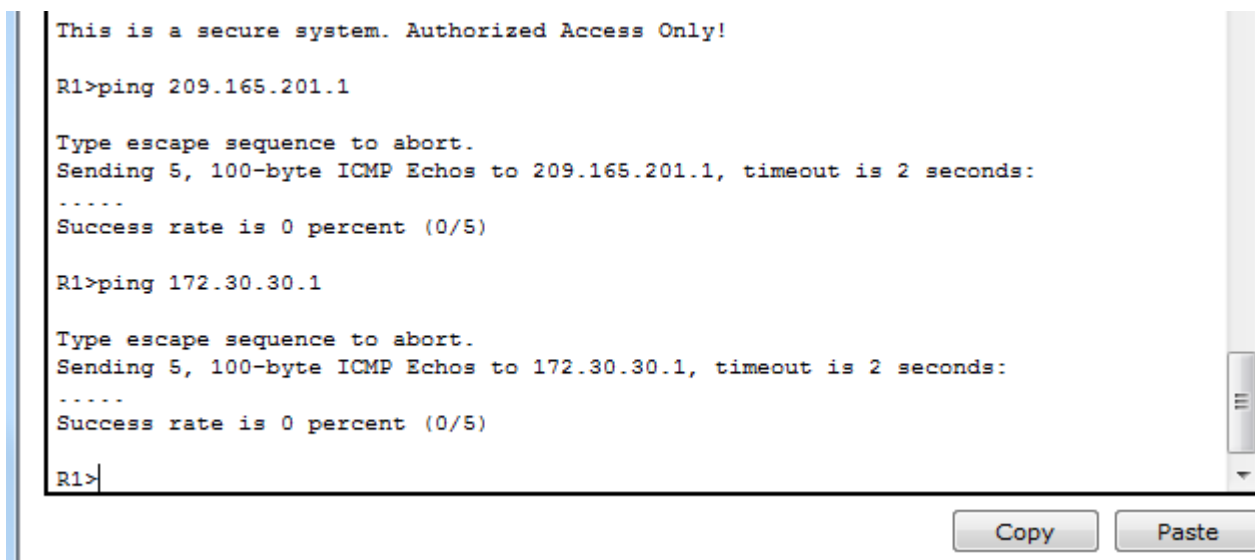 This is a secure system. Authorized Access Only!
R1>ping 209.165.201.1
Type escape sequence to abort.
Sending 5, 100-byte ICMP Echos to 209.165.201.1, timeout is 2 seconds:
.....
Success rate is 0 percent (0/5)
R1>ping 172.30.30.1
Type escape sequence to abort.
Sending 5, 100-byte ICMP Echos to 172.30.30.1, timeout is 2 seconds:
.....
Success rate is 0 percent (0/5)
R1>
Copy Paste